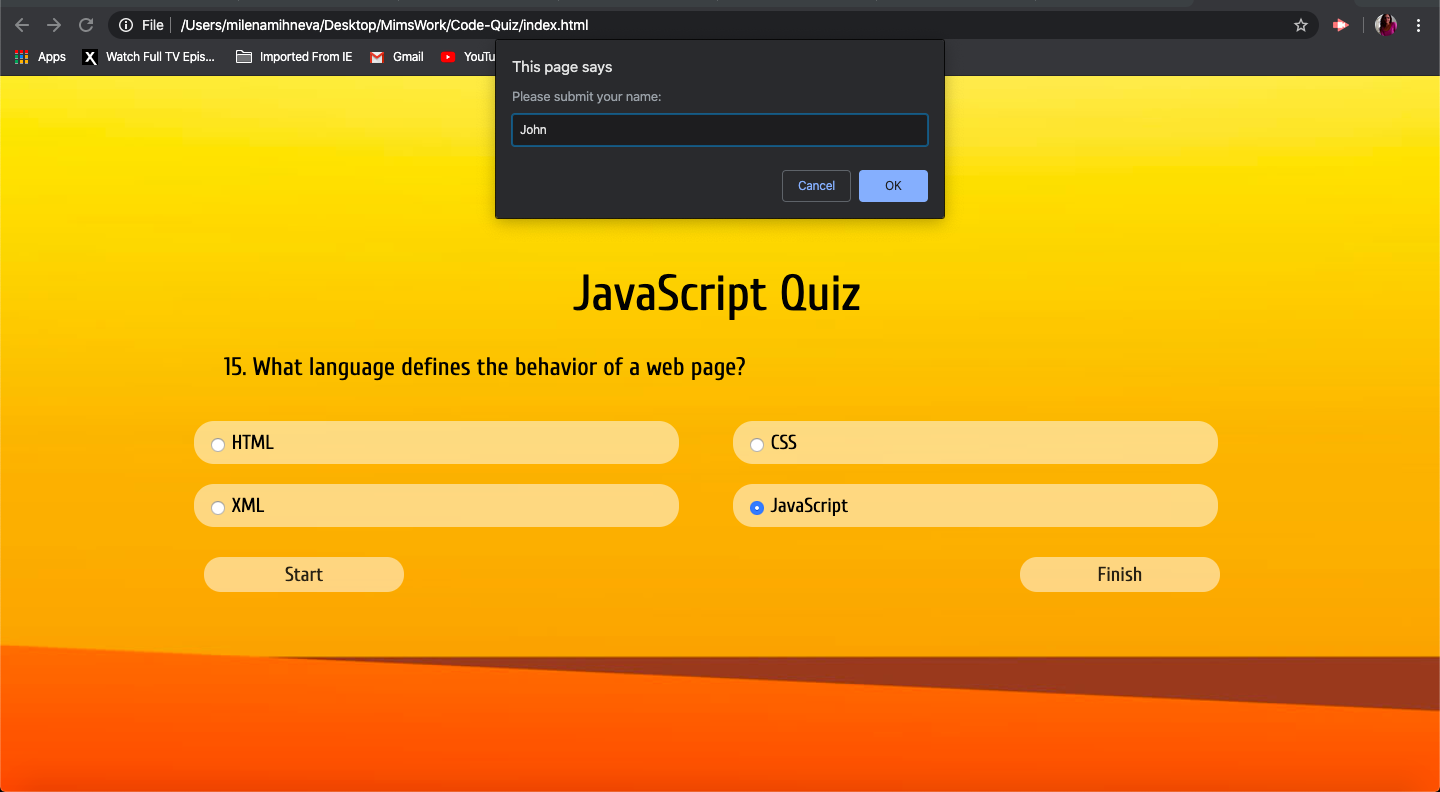 File /Users/milenamihneva/Desktop/MimsWork/Code-Quiz/index.html
Apps Watch Full TV Epis... Imported From IE Gmail YouTu
This page says
Please submit your name:
John
Cancel OK
JavaScript Quiz
15. What language defines the behavior of a web page?
HTML CSS
XML JavaScript
Start Finish